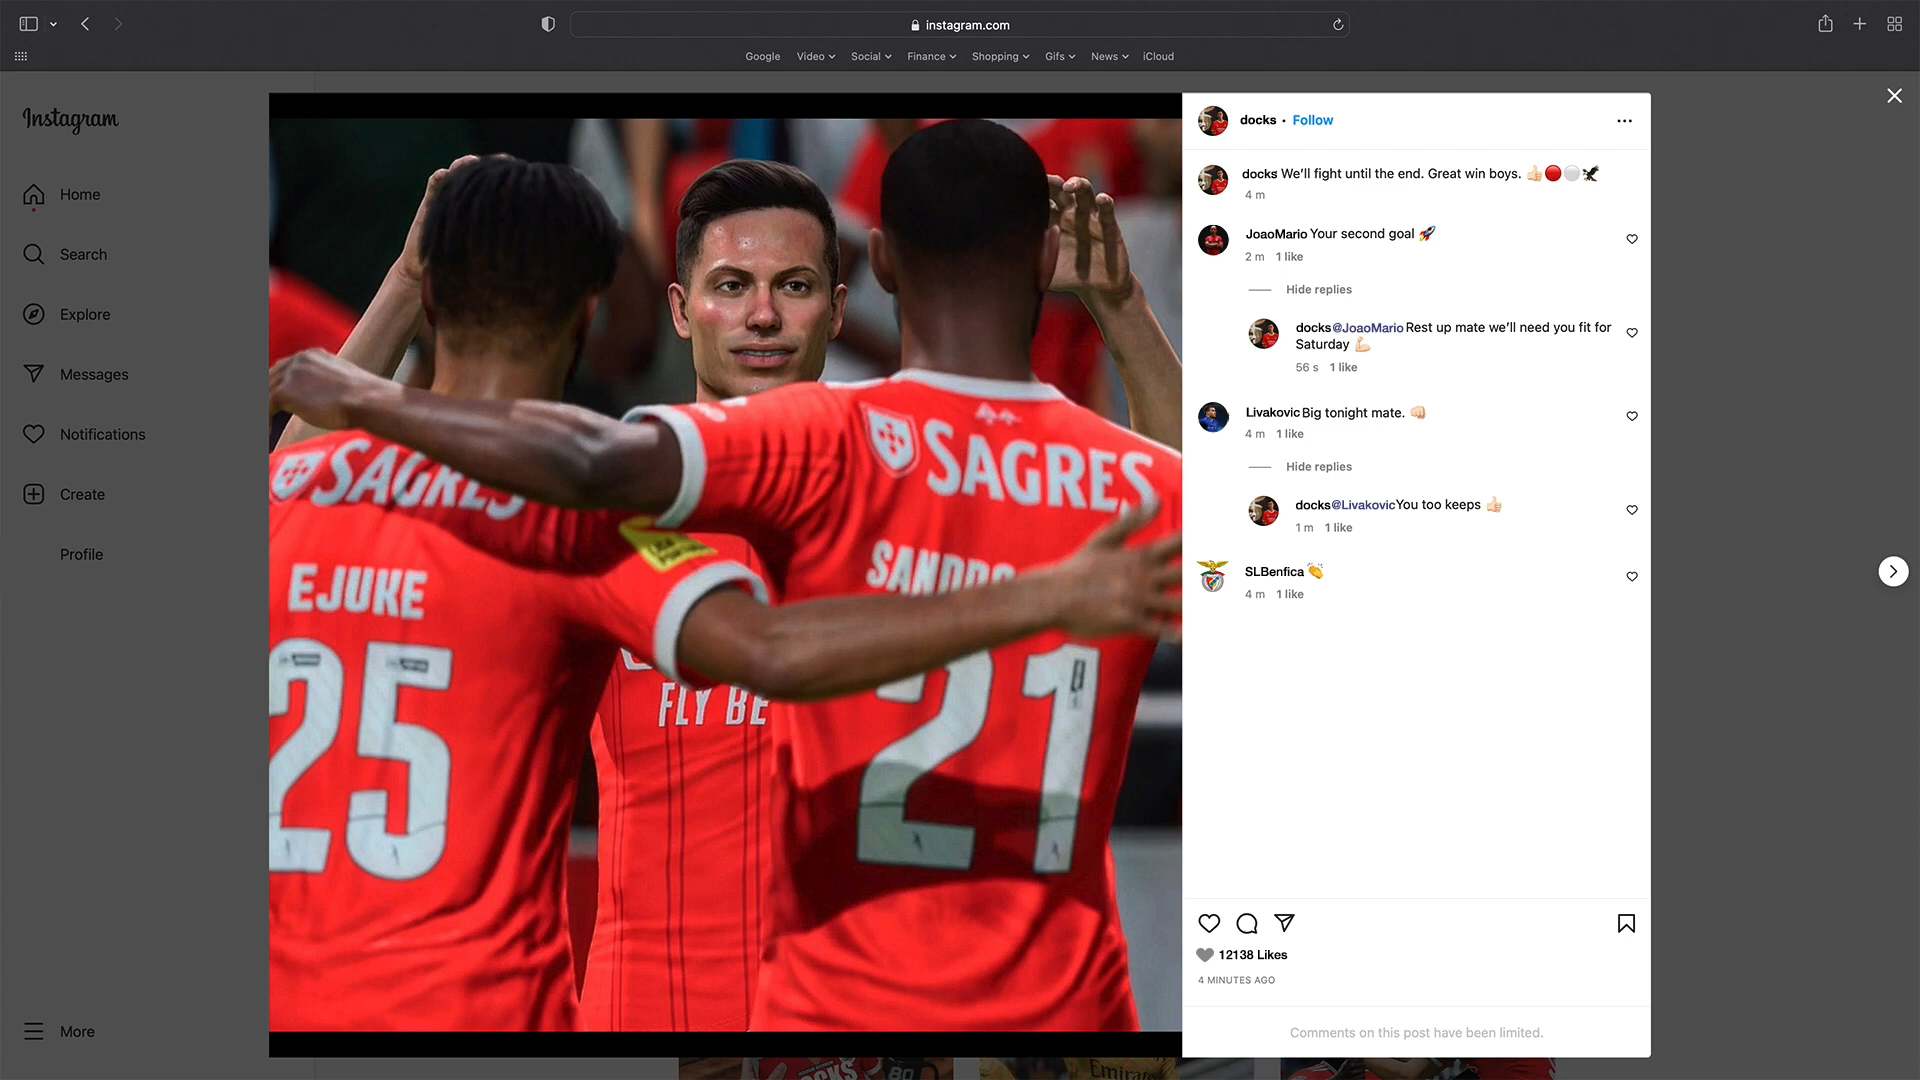 instagram.com
Google Video Social Finance Shopping Gifs News iCloud
Instagram
Home
Search
Explore
Messages
Notifications
Create
Profile
More
SAGRES
EJUKE
25
SAGRES
21
FLY BE
docks • Follow
docks We'll fight until the end. Great win boys. 👍🏻🔴⚪🦅
4 m
JoaoMario Your second goal 🚀
2 m 1 like
Hide replies
docks@JoaoMario Rest up mate we'll need you fit for
Saturday 💪🏻
56 s 1 like
Livakovic Big tonight mate. 👊🏻
4 m 1 like
Hide replies
docks@LivakovicYou too keeps 👍🏻
1 m 1 like
SLBenfica 👏
4 m 1 like
12138 Likes
4 MINUTES AGO
Comments on this post have been limited.
80
Emirate